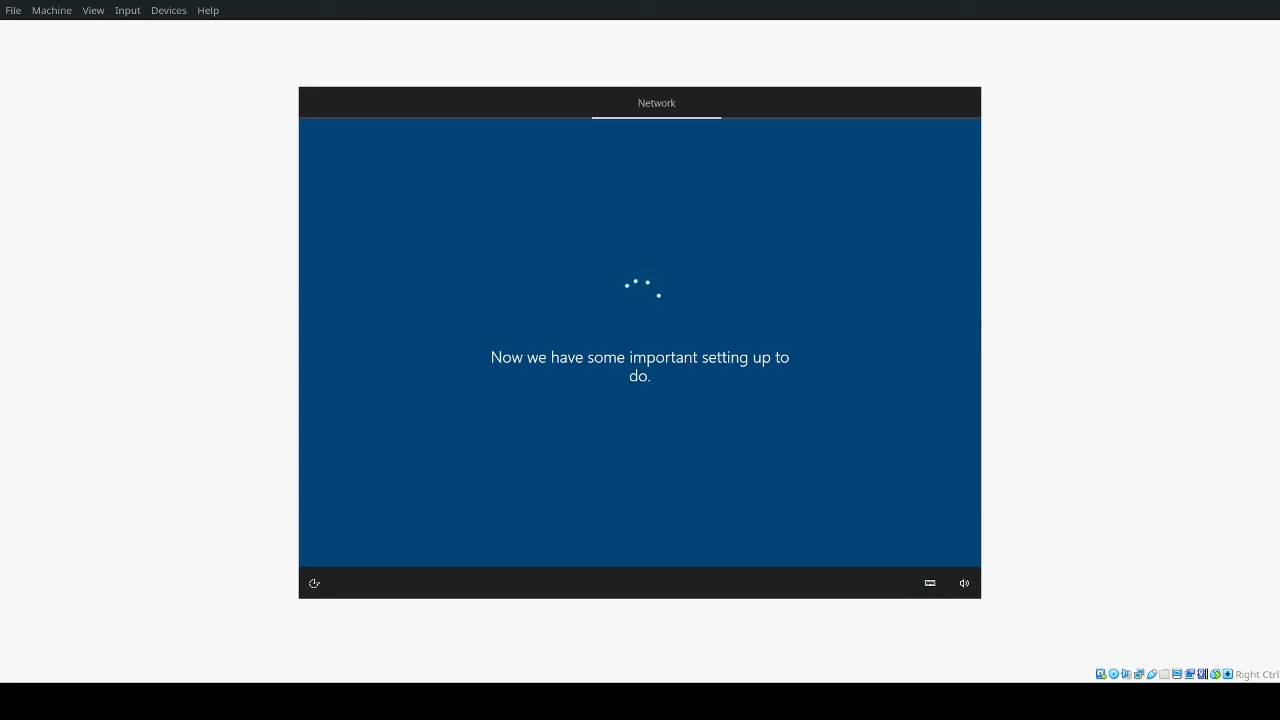 File Machine View Input Devices Help
Network
Now we have some important setting up to
do.
Right Ctrl